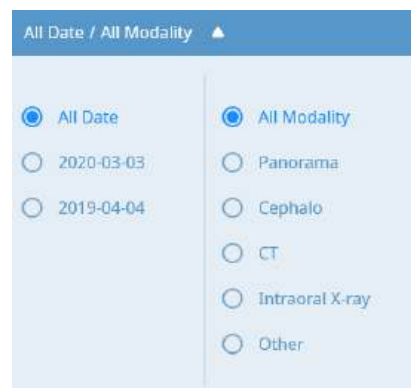 All Date / All Modality
All Date
2020-03-03
2019-04-04
All Modality
Panorama
Cephalo
CT
Intraoral X-ray
Other